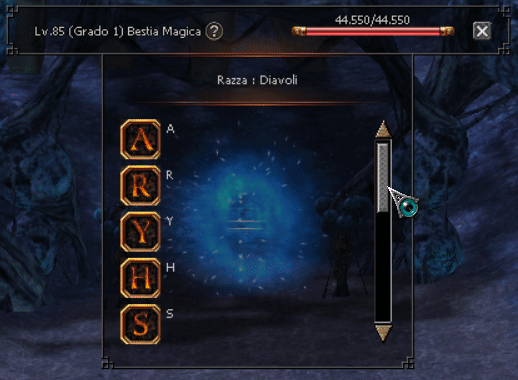 Lv.85 (Grado 1) Bestia Magica ?
44.550/44.550
Razza : Diavoli
A A
R R
Y Y
H H
S S